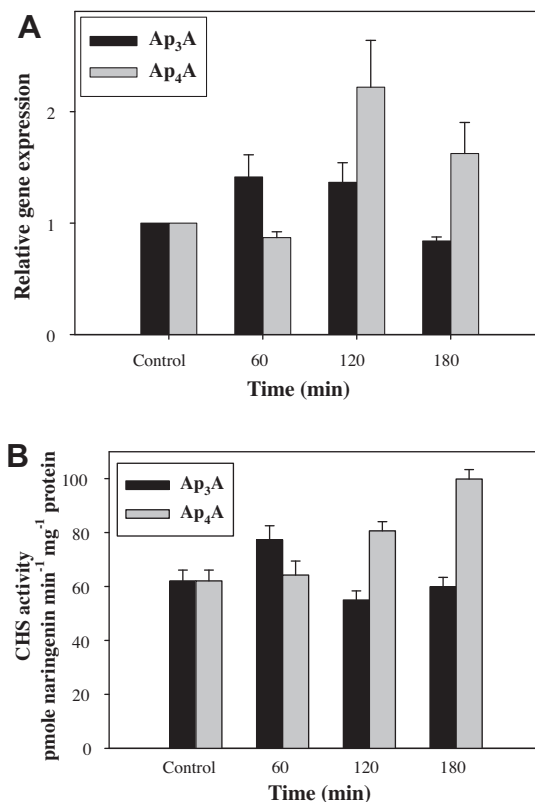 A
Ap₃A
Ap₄A
Relative gene expression
2
1
0
Control 60 120 180
Time (min)
B
Ap₃A
Ap₄A
CHS activity
pmole naringenin min⁻¹ mg⁻¹ protein
100
80
60
40
20
0
Control 60 120 180
Time (min)